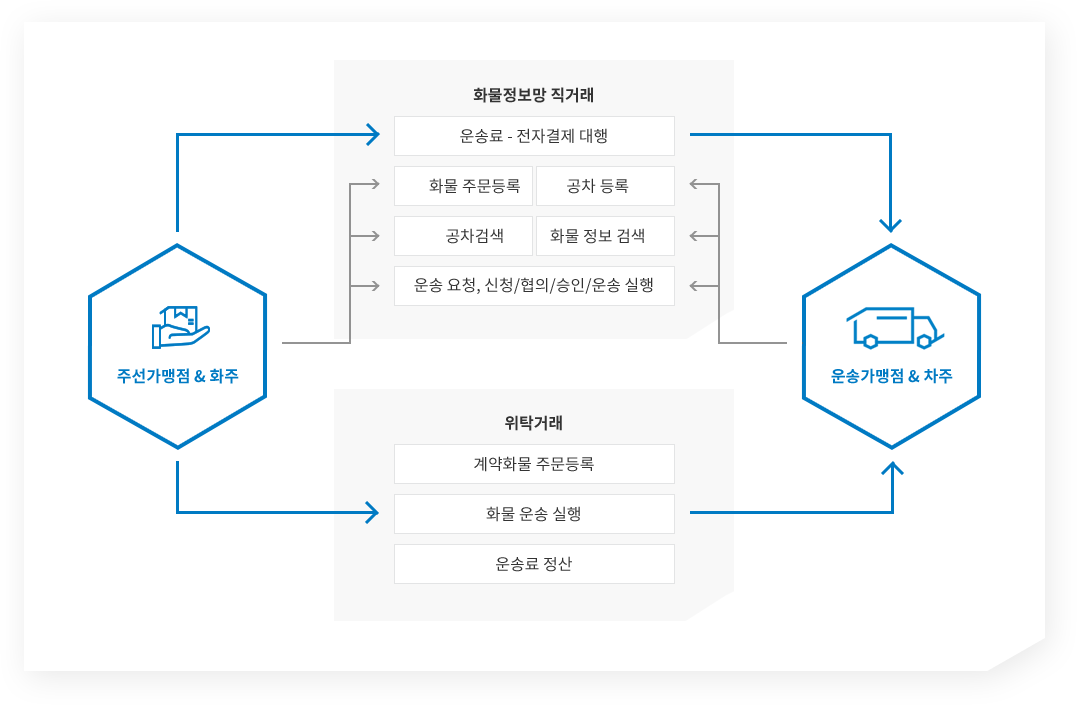 화물정보망 직거래
운송료 - 전자결제 대행
화물 주문등록
공차 등록
공차검색
화물 정보 검색
운송 요청, 신청/협의/승인/운송 실행
주선가맹점 & 화주
운송가맹점 & 차주
위탁거래
계약화물 주문등록
화물 운송 실행
운송료 정산